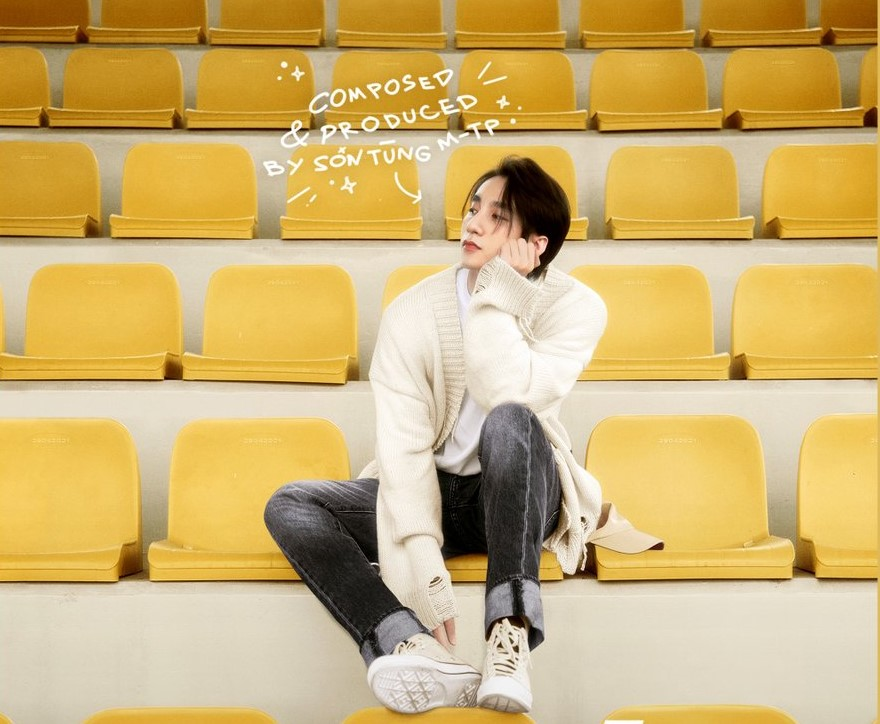 COMPOSED
& PRODUCED
BY SƠN TÙNG M-TP